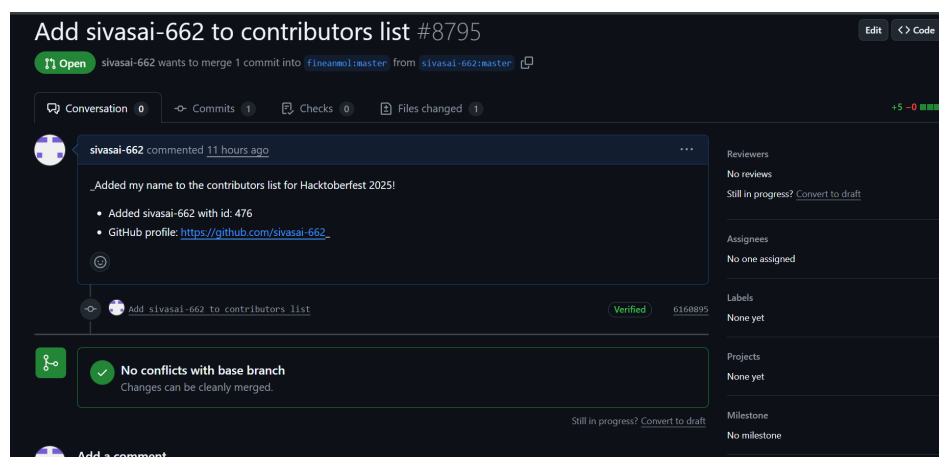 Add sivasai-662 to contributors list #8795
Edit
<> Code
Open
sivasai-662 wants to merge 1 commit into fineanmol:master from sivasai-662:master
Conversation 0
Commits 1
Checks 0
Files changed 1
+5 −0
sivasai-662 commented 11 hours ago
···
_Added my name to the contributors list for Hacktoberfest 2025!
• Added sivasai-662 with id: 476
• GitHub profile: https://github.com/sivasai-662_
Add sivasai-662 to contributors list
Verified
6160895
No conflicts with base branch
Changes can be cleanly merged.
Still in progress? Convert to draft
Add a comment
Reviewers
No reviews
Still in progress? Convert to draft
Assignees
No one assigned
Labels
None yet
Projects
None yet
Milestone
No milestone